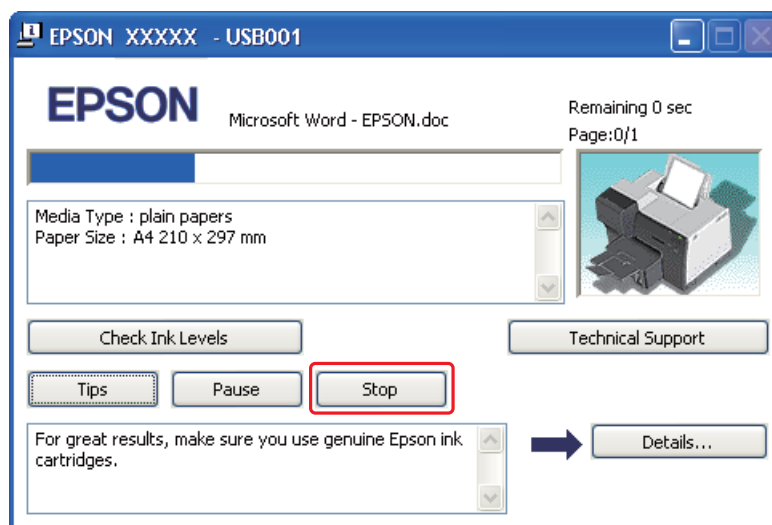 EPSON XXXXX - USB001
EPSON
Microsoft Word - EPSON.doc
Remaining 0 sec
Page:0/1
Media Type : plain papers
Paper Size : A4 210 x 297 mm
Check Ink Levels
Technical Support
Tips
Pause
Stop
For great results, make sure you use genuine Epson ink
cartridges.
Details...